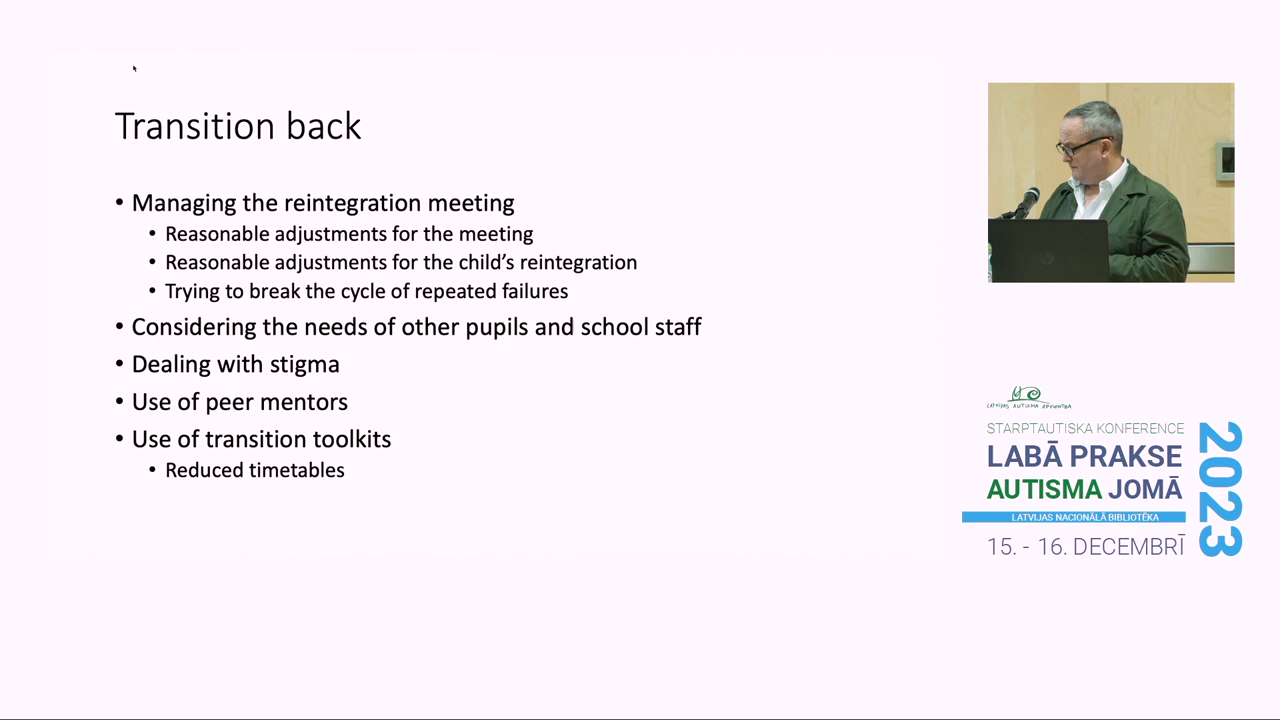 Transition back
• Managing the reintegration meeting
• Reasonable adjustments for the meeting
• Reasonable adjustments for the child's reintegration
• Trying to break the cycle of repeated failures
• Considering the needs of other pupils and school staff
• Dealing with stigma
• Use of peer mentors
• Use of transition toolkits
• Reduced timetables
LATVIJAS AUTISMA APVIENĪBA
STARPTAUTISKA KONFERENCE
LABĀ PRAKSE
AUTISMA JOMĀ
LATVIJAS NACIONĀLĀ BIBLIOTĒKA
15. - 16. DECEMBRĪ
2023